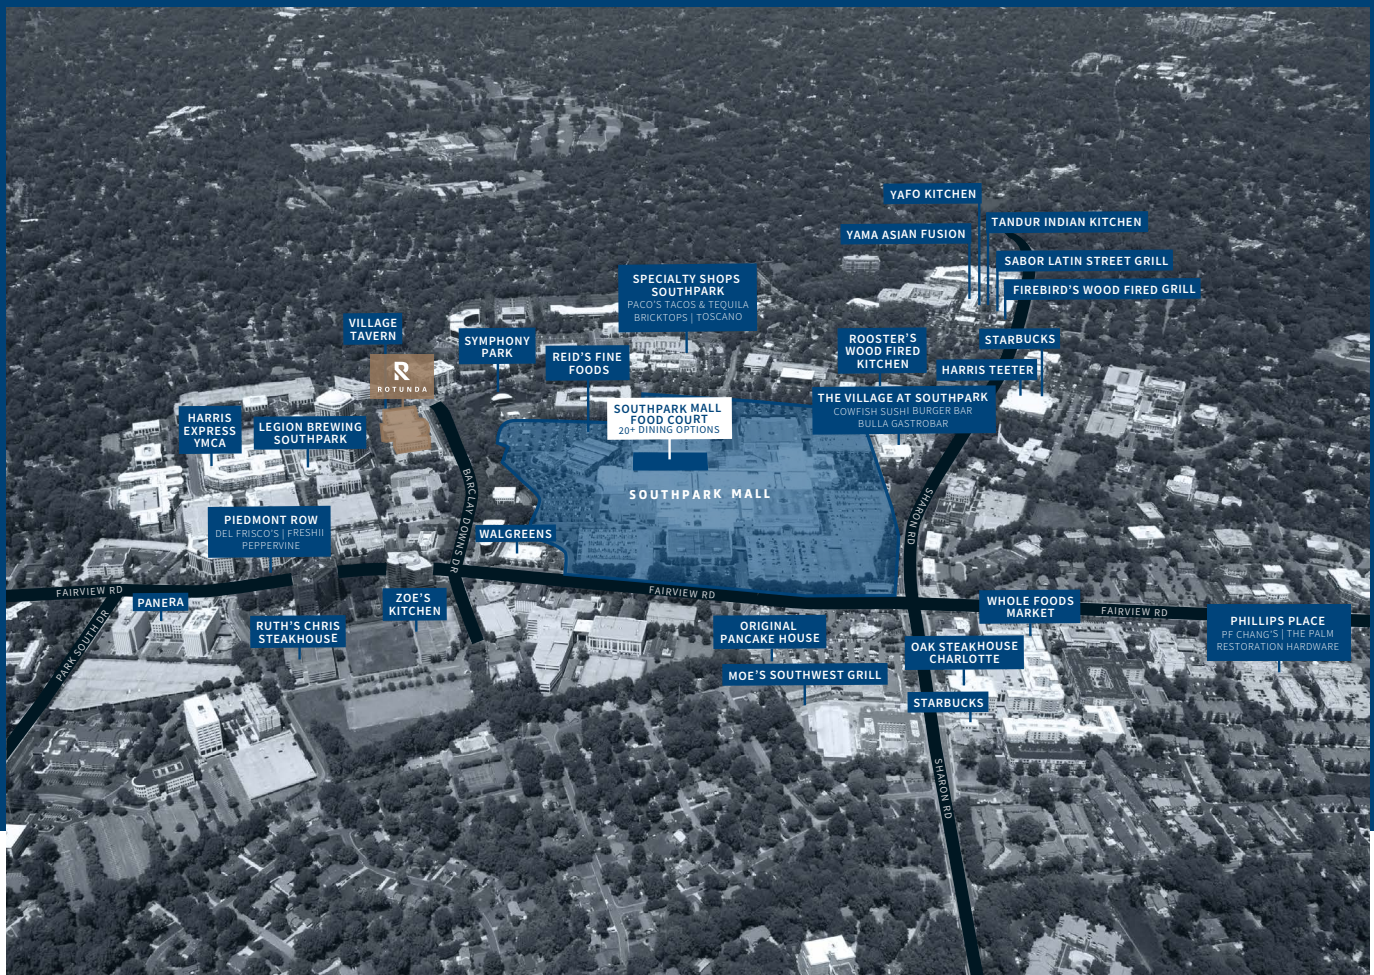 YAFO KITCHEN
TANDUR INDIAN KITCHEN
YAMA ASIAN FUSION
SABOR LATIN STREET GRILL
FIREBIRD'S WOOD FIRED GRILL
SPECIALTY SHOPS
SOUTHPARK
PACO'S TACOS & TEQUILA
BRICKTOPS | TOSCANO
VILLAGE
TAVERN
SYMPHONY
PARK
REID'S FINE
FOODS
ROOSTER'S
WOOD FIRED
KITCHEN
STARBUCKS
HARRIS TEETER
R
ROTUNDA
THE VILLAGE AT SOUTHPARK
COWFISH SUSHI BURGER BAR
BULLA GASTROBAR
SOUTHPARK MALL
FOOD COURT
20+ DINING OPTIONS
HARRIS
EXPRESS
YMCA
LEGION BREWING
SOUTHPARK
SOUTHPARK MALL
BARCLAY DOWNS DR
SHARON RD
PIEDMONT ROW
DEL FRISCO'S | FRESHII
PEPPERVINE
WALGREENS
FAIRVIEW RD
FAIRVIEW RD
FAIRVIEW RD
PANERA
ZOE'S
KITCHEN
WHOLE FOODS
MARKET
PARK SOUTH DR
RUTH'S CHRIS
STEAKHOUSE
ORIGINAL
PANCAKE HOUSE
PHILLIPS PLACE
PF CHANG'S | THE PALM
RESTORATION HARDWARE
OAK STEAKHOUSE
CHARLOTTE
MOE'S SOUTHWEST GRILL
STARBUCKS
SHARON RD